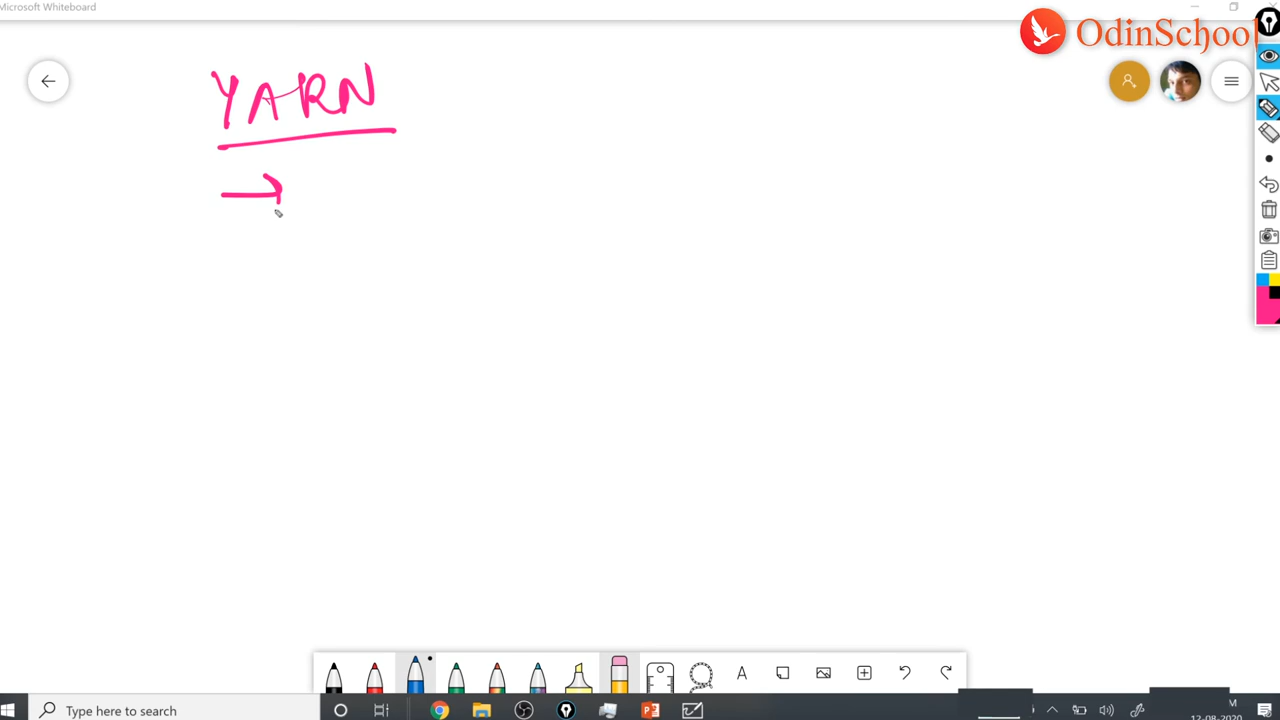 Microsoft Whiteboard
OdinSchool
YARN
→
A
Type here to search
M
12-08-2020